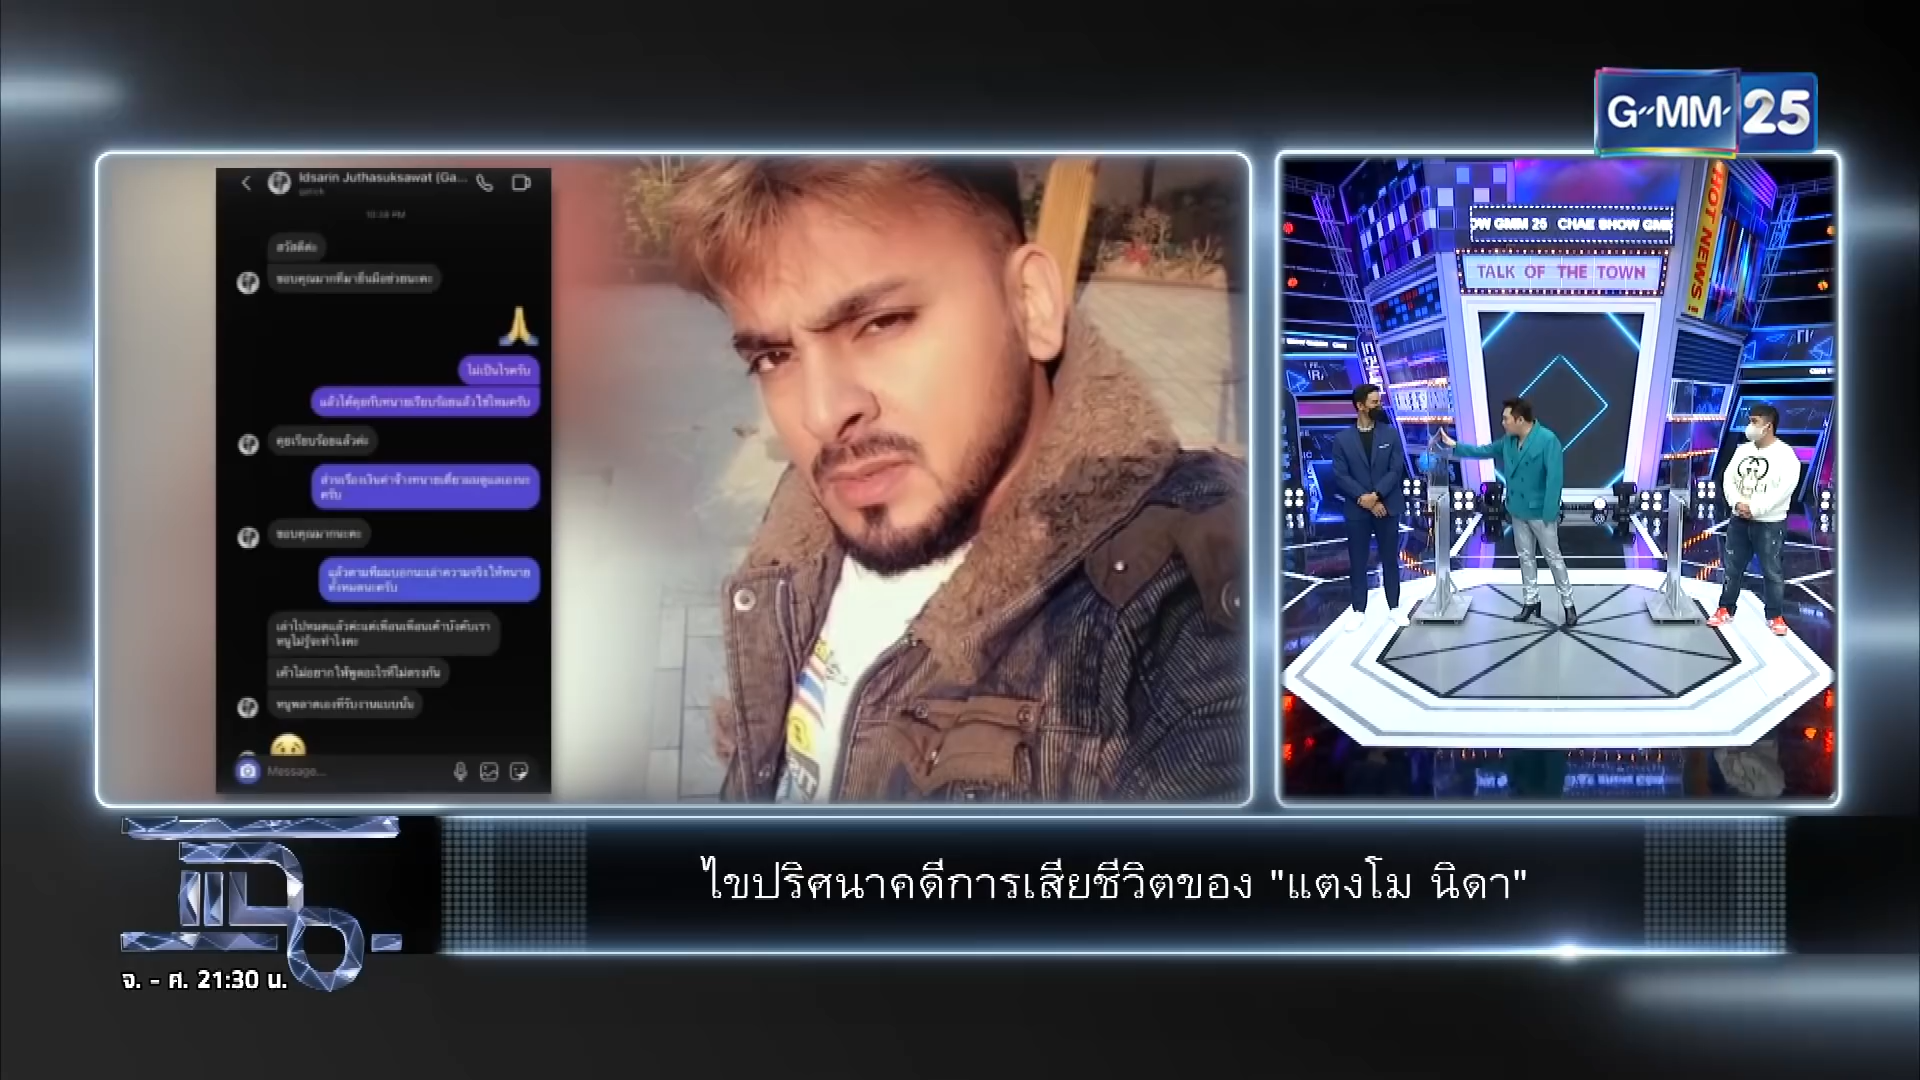 GMM 25
Idsarin Juthasuksawat (Ga...
10:38 PM
สวัสดีค่ะ
ขอบคุณมากที่มายื่นมือช่วยนะคะ
ไม่เป็นไรครับ
แล้วได้คุยกับทนายเรียบร้อยแล้วใช่ไหมครับ
คุยเรียบร้อยแล้วค่ะ
ส่วนเรื่องเงินค่าจ้างทนายเดี๋ยวผมดูแลเองนะ
ครับ
ขอบคุณมากนะคะ
แล้วตามที่ผมบอกนะเล่าความจริงให้ทนาย
ทั้งหมดนะครับ
เล่าไปหมดแล้วค่ะแต่เพื่อนเพื่อนเค้าบังคับเรา
หนูไม่รู้จะทำไงคะ
เค้าไม่อยากให้พูดอะไรที่ไม่ตรงกัน
หนูพลาดเองที่รับงานแบบนั้น
Message...
OW GMM 25 CHAE SHOW GMM
TALK OF THE TOWN
HOT NEWS!
GUCCI
แฉ
ไขปริศนาคดีการเสียชีวิตของ "แตงโม นิดา"
จ. - ศ. 21:30 น.